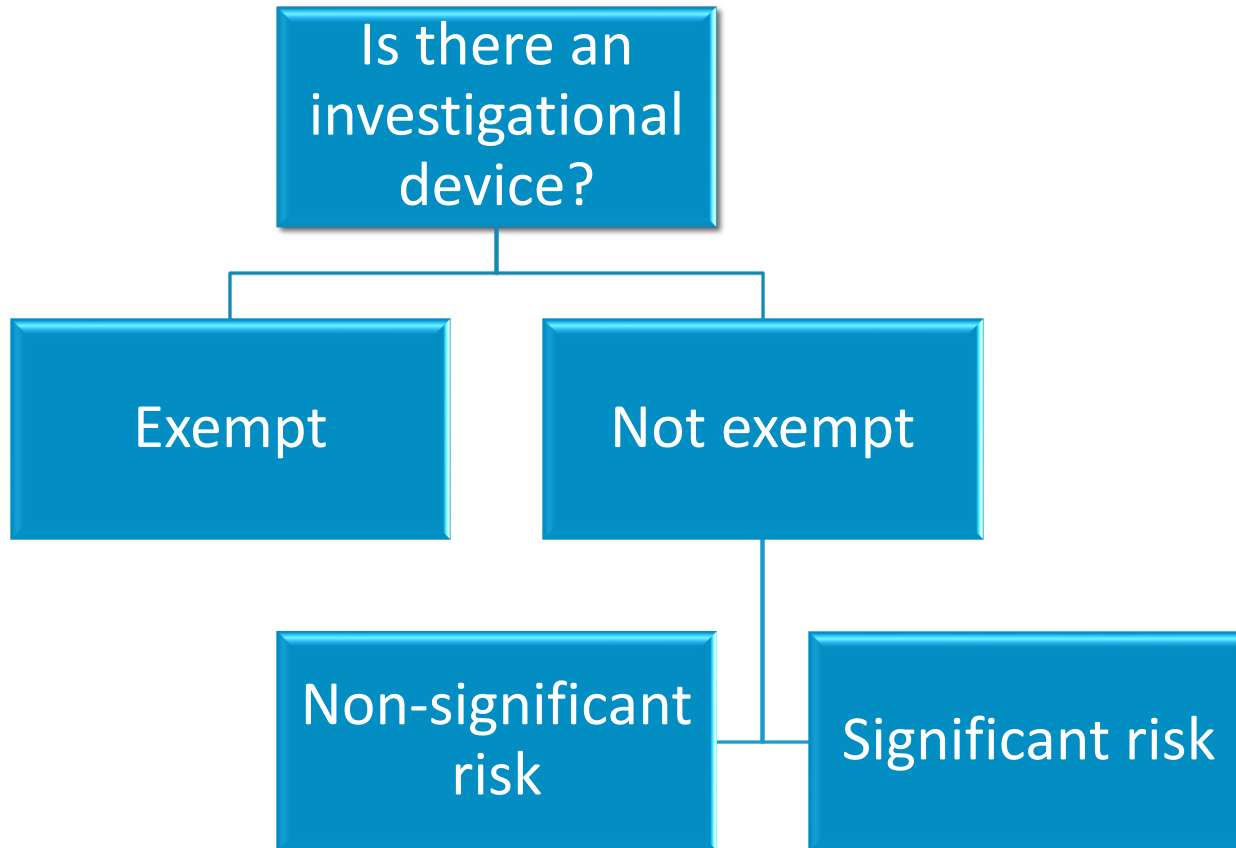 Is there an
investigational
device?
Exempt
Not exempt
Non-significant
risk
Significant risk